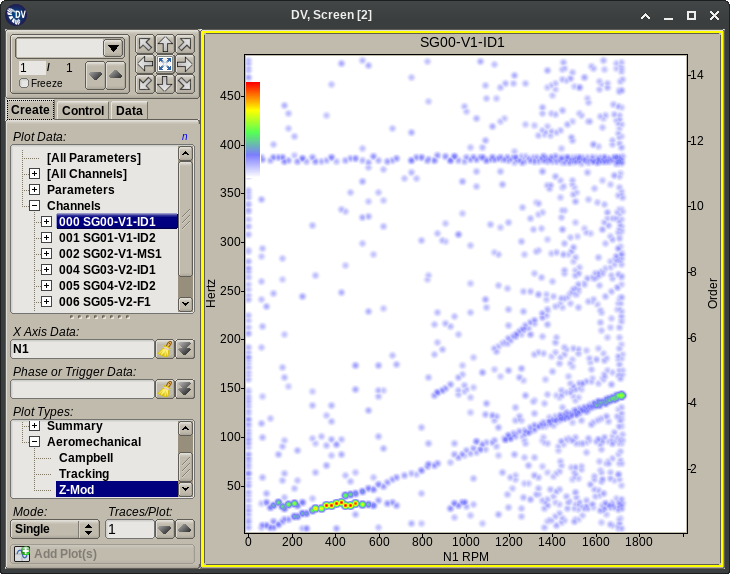 DV
DV, Screen [2]
1 / 1
Freeze
Create
Control
Data
Plot Data:
n
[All Parameters]
[All Channels]
Parameters
Channels
000 SG00-V1-ID1
001 SG01-V1-ID2
002 SG02-V1-MS1
004 SG03-V2-ID1
005 SG04-V2-ID2
006 SG05-V2-F1
X Axis Data:
N1
Phase or Trigger Data:
Plot Types:
Summary
Aeromechanical
Campbell
Tracking
Z-Mod
Mode:
Traces/Plot:
Single
1
Add Plot(s)
SG00-V1-ID1
450
400
350
300
250
200
150
100
50
Hertz
14
12
10
8
6
4
2
Order
0 200 400 600 800 1000 1200 1400 1600 1800
N1 RPM